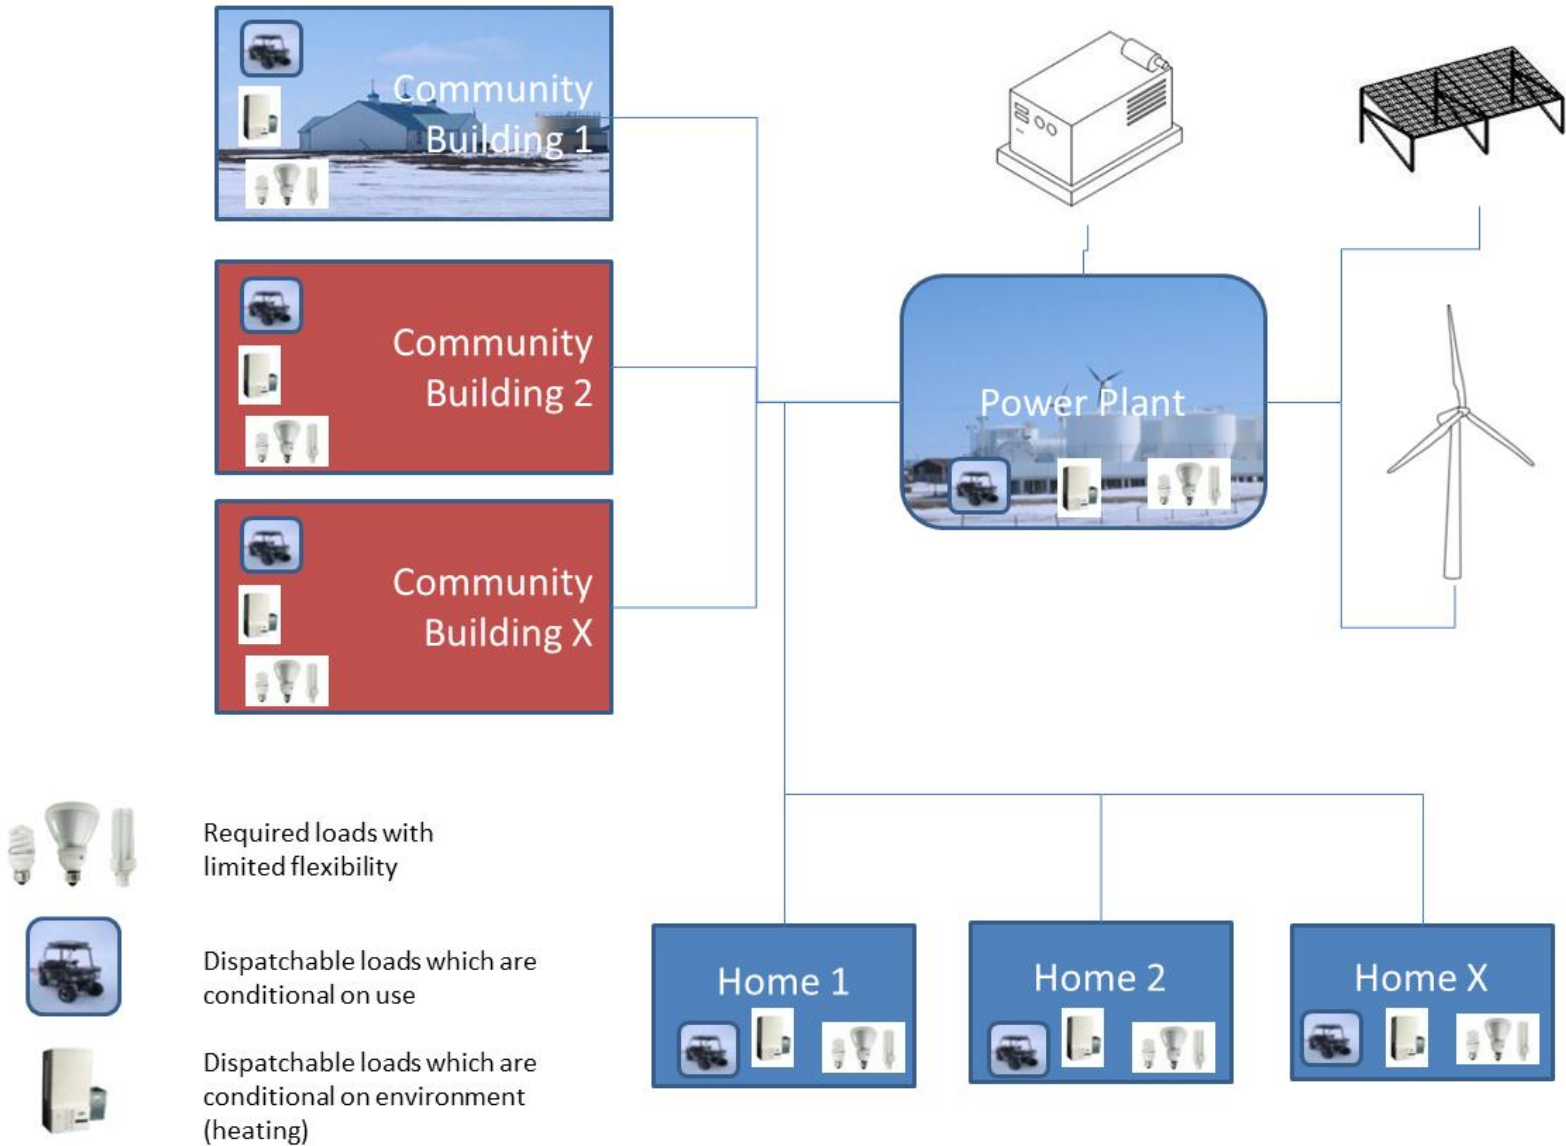 Community
Building 1
Community
Building 2
Community
Building X
Power Plant
Home 1
Home 2
Home X
Required loads with
limited flexibility
Dispatchable loads which are
conditional on use
Dispatchable loads which are
conditional on environment
(heating)